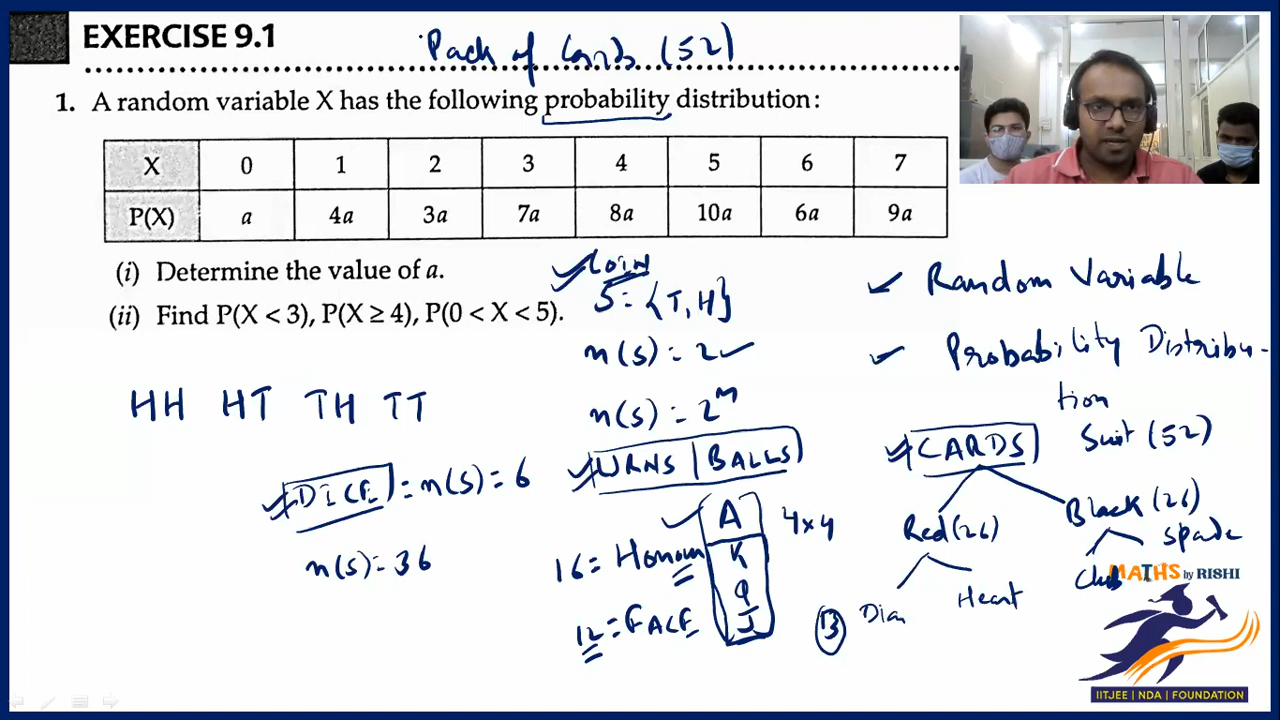 EXERCISE 9.1
Pack of Cards (52)
1. A random variable X has the following probability distribution:
X 0 1 2 3 4 5 6 7
P(X) a 4a 3a 7a 8a 10a 6a 9a
(i) Determine the value of a.
(ii) Find P(X < 3), P(X ≥ 4), P(0 < X < 5).
COIN
S = {T, H}
n(s) = 2
n(s) = 2^n
✓ Random Variable
✓ Probability Distribu-
tion
HH HT TH TT
DICE = n(s) = 6
n(s) = 36
URNS | BALLS
A
K
Q
J
4×4
16 = Honour
12 = FACE
CARDS
Suit (52)
Red (26)
Black (26)
Diam
Heart
Club
Spade
13
MATHS by RISHI
IITJEE | NDA | FOUNDATION